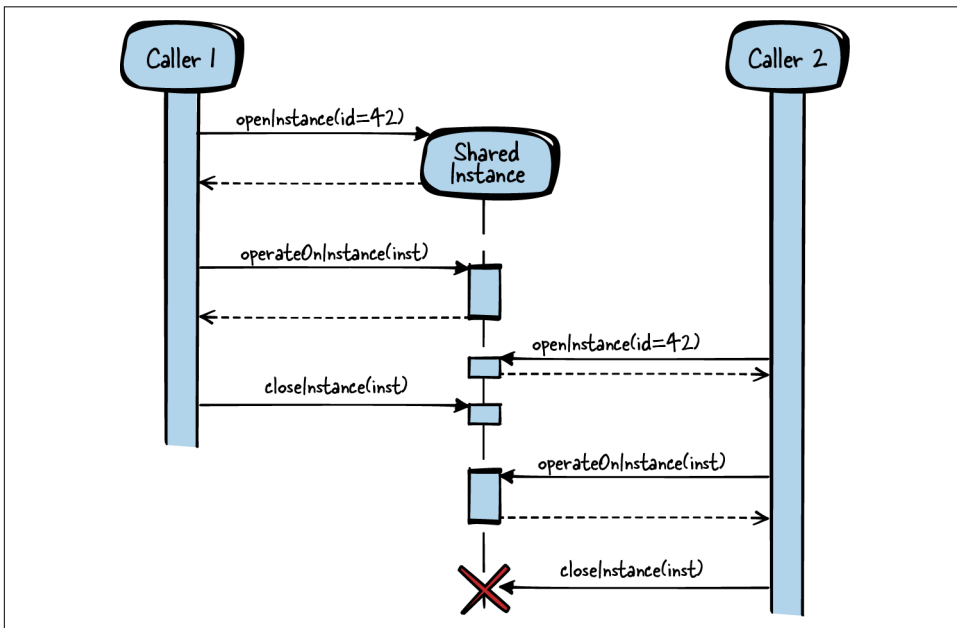 Caller 1
Caller 2
openInstance(id=42)
Shared
Instance
operateOnInstance(inst)
openInstance(id=42)
closeInstance(inst)
operateOnInstance(inst)
closeInstance(inst)